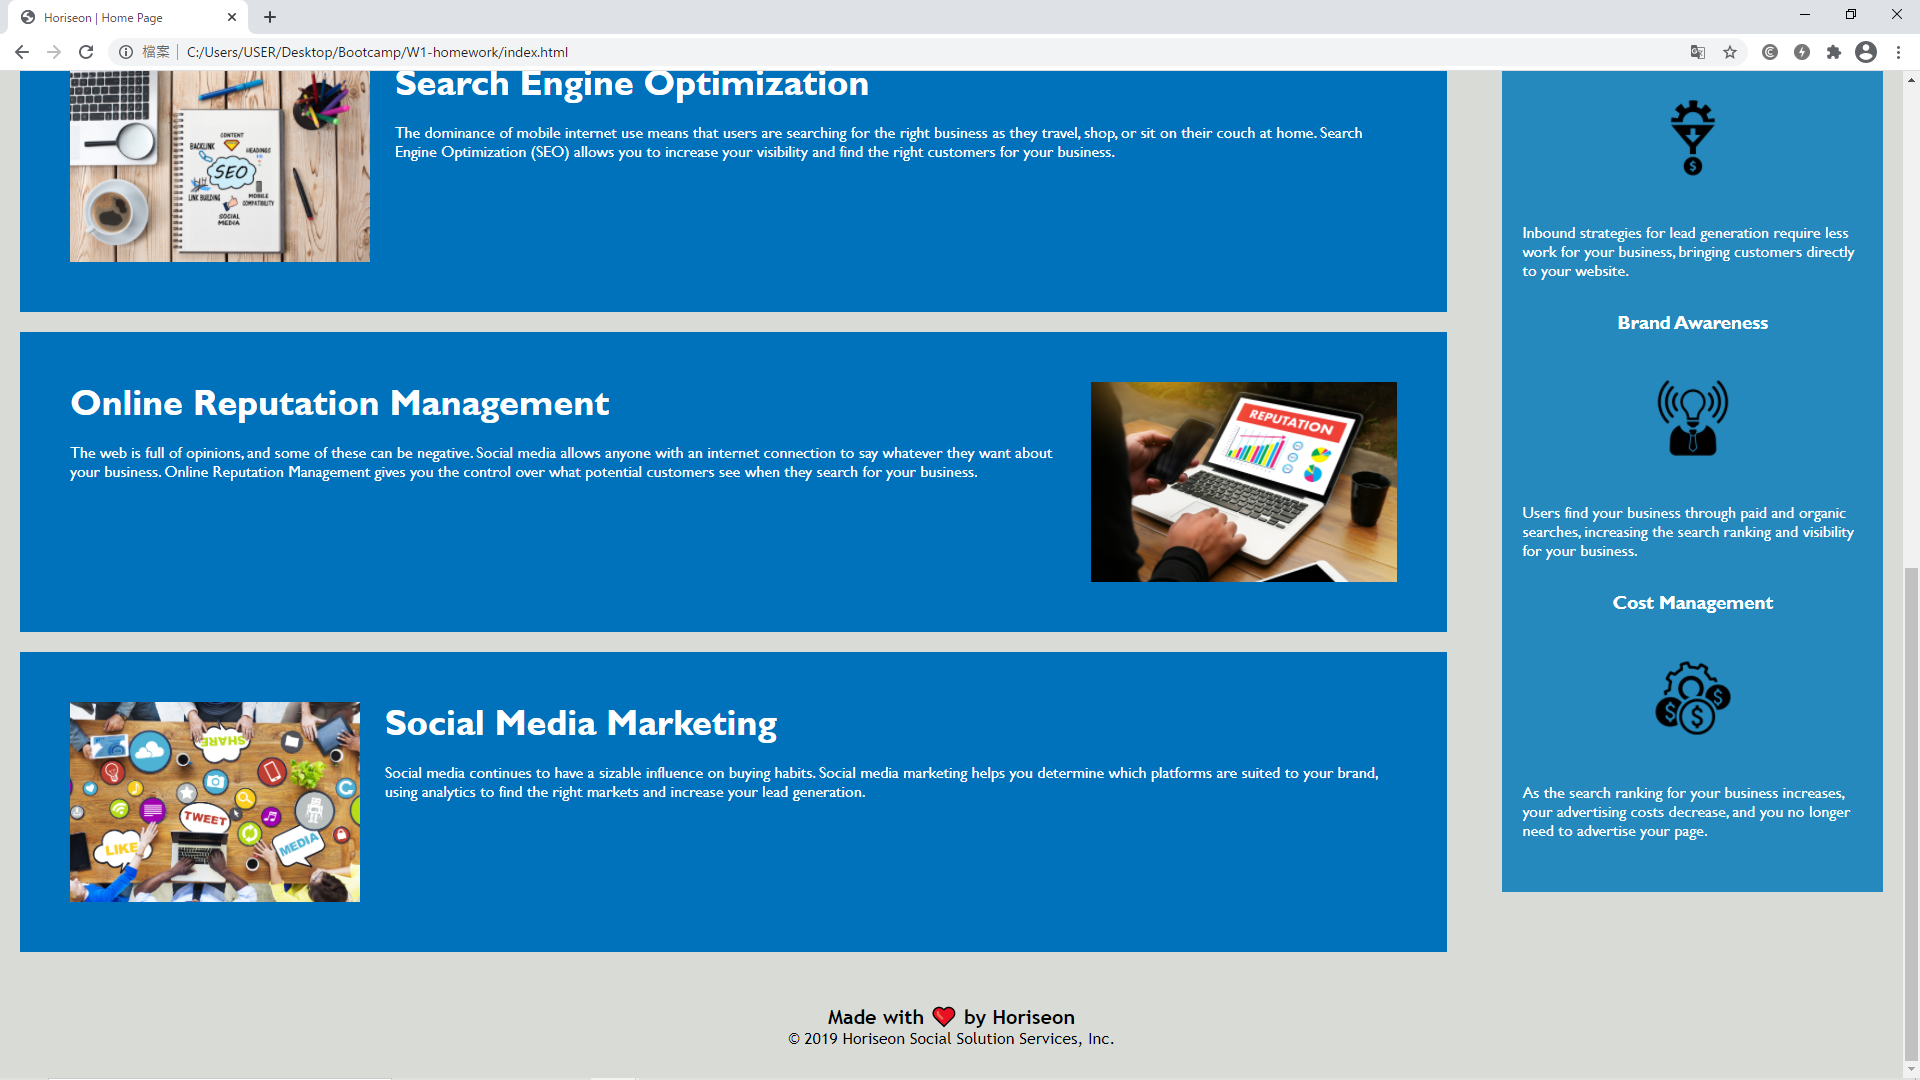 Horiseon | Home Page
檔案 | C:/Users/USER/Desktop/Bootcamp/W1-homework/index.html
Search Engine Optimization
The dominance of mobile internet use means that users are searching for the right business as they travel, shop, or sit on their couch at home. Search
Engine Optimization (SEO) allows you to increase your visibility and find the right customers for your business.
CONTENT
BACKLINK
HEADINGS
SEO
LINK BUILDING
MOBILE
COMPATIBILITY
SOCIAL
MEDIA
Online Reputation Management
The web is full of opinions, and some of these can be negative. Social media allows anyone with an internet connection to say whatever they want about
your business. Online Reputation Management gives you the control over what potential customers see when they search for your business.
REPUTATION
Social Media Marketing
Social media continues to have a sizable influence on buying habits. Social media marketing helps you determine which platforms are suited to your brand,
using analytics to find the right markets and increase your lead generation.
SHARE
TWEET
LIKE
MEDIA
Inbound strategies for lead generation require less
work for your business, bringing customers directly
to your website.
Brand Awareness
Users find your business through paid and organic
searches, increasing the search ranking and visibility
for your business.
Cost Management
As the search ranking for your business increases,
your advertising costs decrease, and you no longer
need to advertise your page.
Made with ❤️ by Horiseon
© 2019 Horiseon Social Solution Services, Inc.